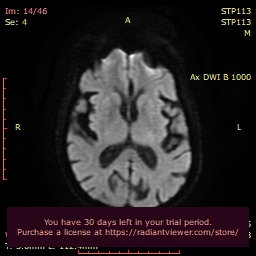 Im: 14/46
Se: 4
A
STP113
STP113
M
Ax DWI B 1000
R
L
You have 30 days left in your trial period.
Purchase a license at https://radiantviewer.com/store/